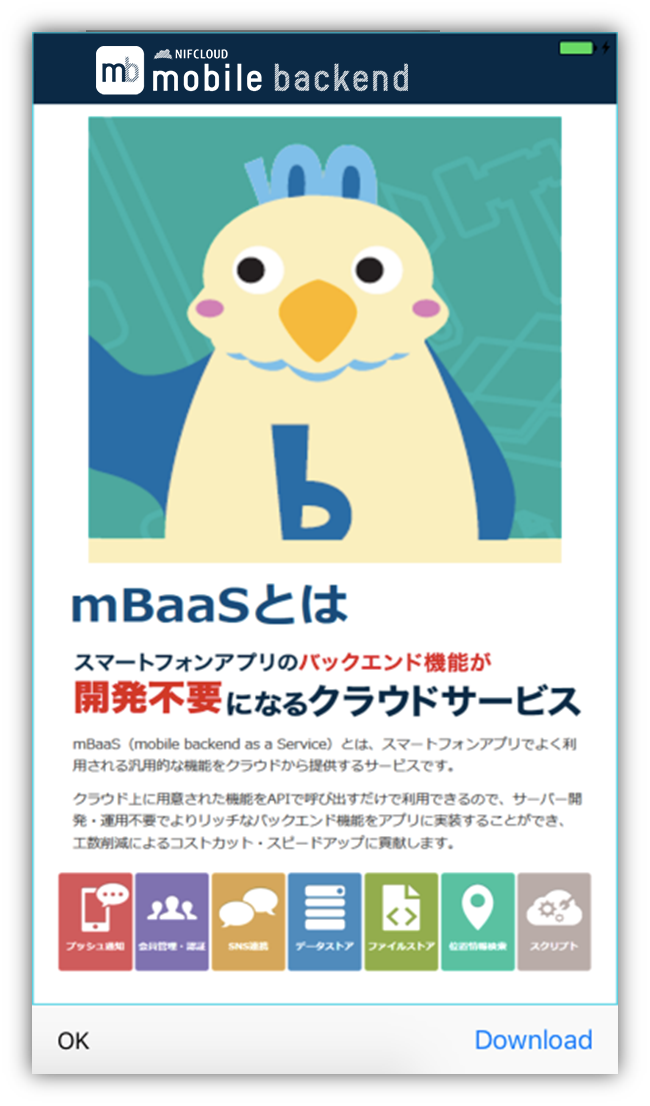 NIFCLOUD
mb mobile backend
b
mBaaSとは
スマートフォンアプリのバックエンド機能が
開発不要になるクラウドサービス
mBaaS（mobile backend as a Service）とは、スマートフォンアプリでよく利
用される汎用的な機能をクラウドから提供するサービスです。
クラウド上に用意された機能をAPIで呼び出すだけで利用できるので、サーバー開
発・運用不要でよりリッチなバックエンド機能をアプリに実装することができ、
工数削減によるコストカット・スピードアップに貢献します。
プッシュ通知 会員管理・認証 SNS連携 データストア ファイルストア 位置情報検索 スクリプト
OK Download